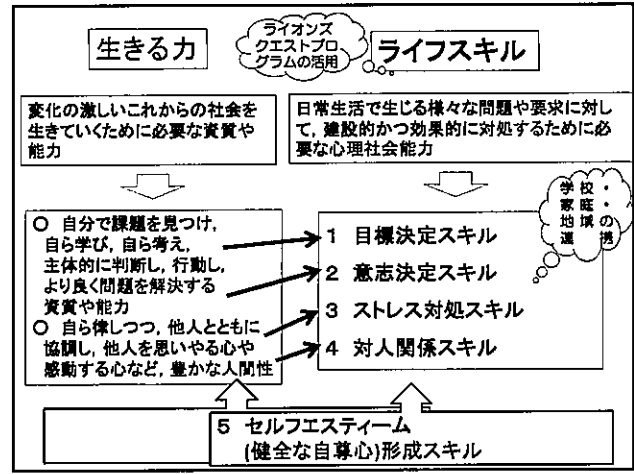 生きる力
ライオンズ
クエストプロ
グラムの活用
ライフスキル
変化の激しいこれからの社会を
生きていくために必要な資質や
能力
日常生活で生じる様々な問題や要求に対し
て，建設的かつ効果的に対処するために必
要な心理社会能力
学校・
家庭・
地域の
連携
○ 自分で課題を見つけ，
自ら学び，自ら考え，
主体的に判断し，行動し，
より良く問題を解決する
資質や能力
○ 自ら律しつつ，他人とともに
協調し，他人を思いやる心や
感動する心など，豊かな人間性
1 目標決定スキル
2 意志決定スキル
3 ストレス対処スキル
4 対人関係スキル
5 セルフエスティーム
(健全な自尊心)形成スキル